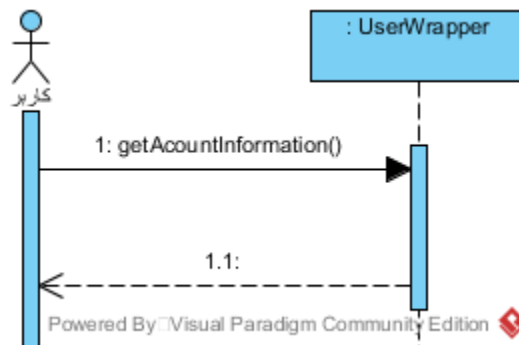 : UserWrapper
کاربر
1: getAcountInformation()
1.1:
Powered By Visual Paradigm Community Edition